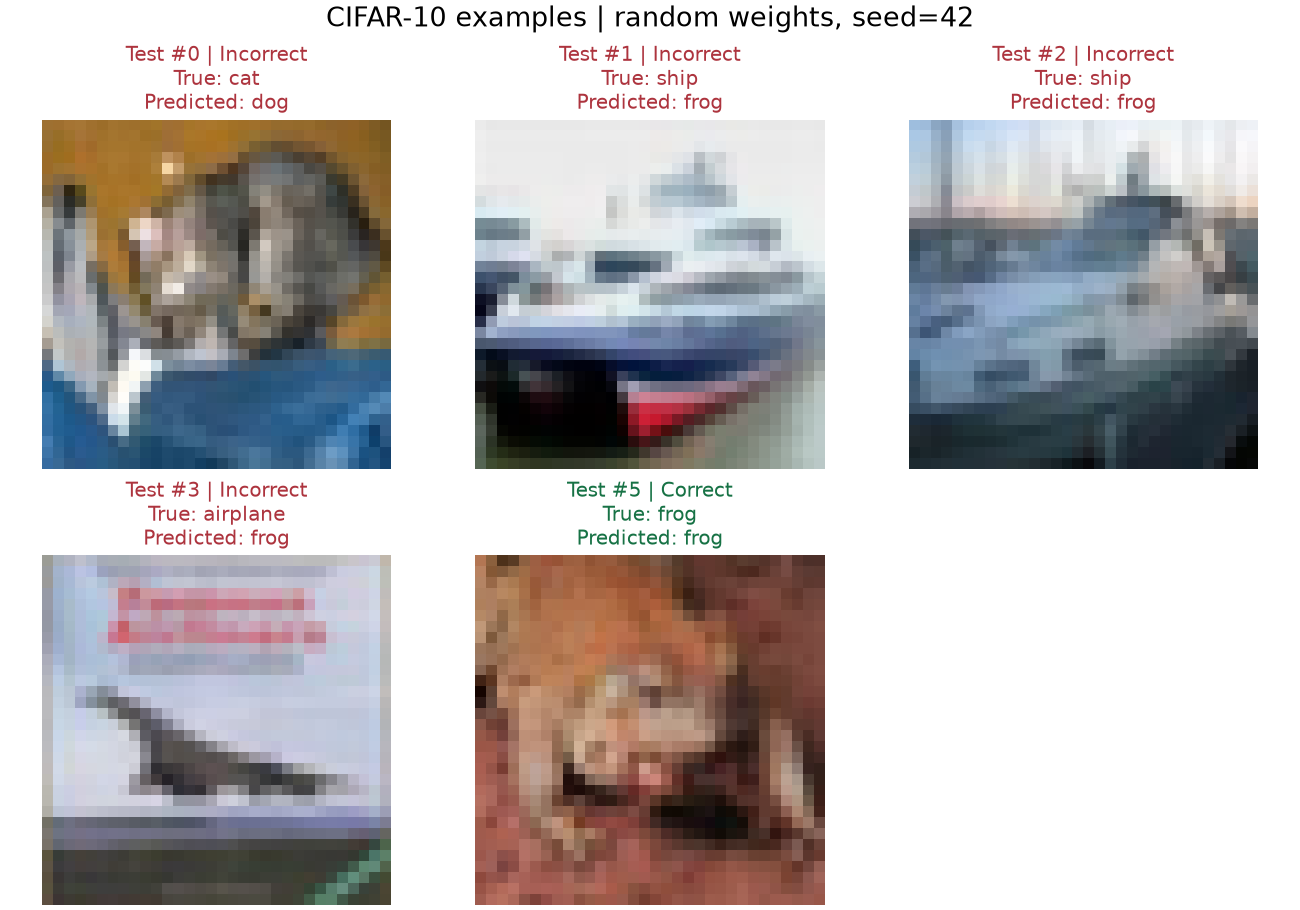 CIFAR-10 examples | random weights, seed=42
Test #0 | Incorrect
True: cat
Predicted: dog
Test #1 | Incorrect
True: ship
Predicted: frog
Test #2 | Incorrect
True: ship
Predicted: frog
Test #3 | Incorrect
True: airplane
Predicted: frog
Test #5 | Correct
True: frog
Predicted: frog